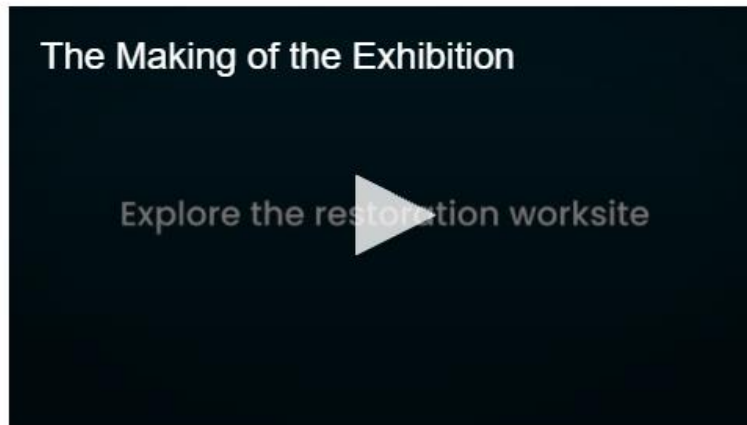 The Making of the Exhibition
Explore the restoration worksite